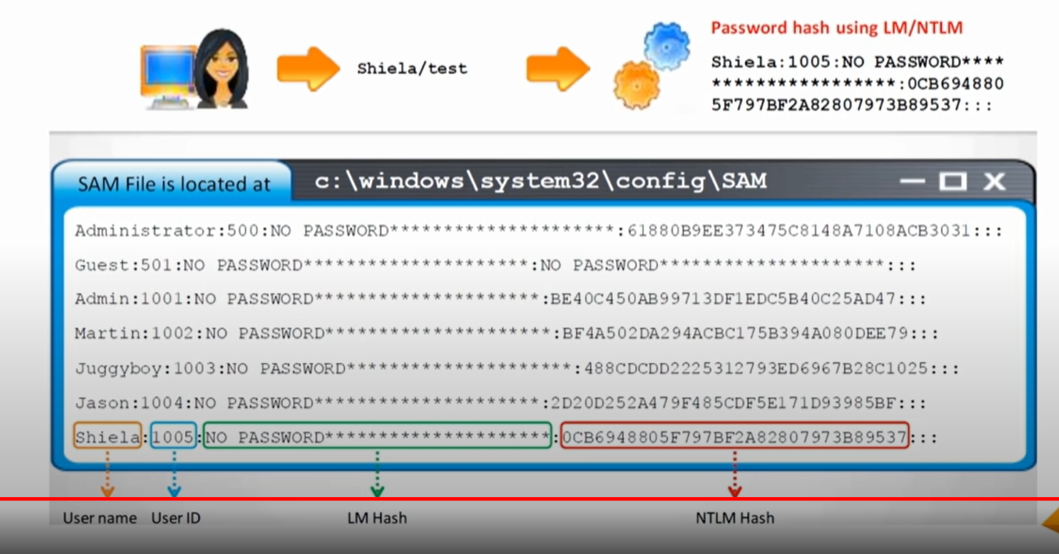 Password hash using LM/NTLM
Shiela/test
Shiela:1005:NO PASSWORD****
*****************:0CB694880
5F797BF2A82807973B89537:::
SAM File is located at c:\windows\system32\config\SAM
Administrator:500:NO PASSWORD*********************:61880B9EE373475C8148A7108ACB3031:::
Guest:501:NO PASSWORD*********************:NO PASSWORD*********************:::
Admin:1001:NO PASSWORD*********************:BE40C450AB99713DF1EDC5B40C25AD47:::
Martin:1002:NO PASSWORD*********************:BF4A502DA294ACBC175B394A080DEE79:::
Juggyboy:1003:NO PASSWORD*********************:488CDCDD2225312793ED6967B28C1025:::
Jason:1004:NO PASSWORD*********************:2D20D252A479F485CDF5E171D93985BF:::
Shiela:1005:NO PASSWORD*********************:0CB6948805F797BF2A82807973B89537:::
User name User ID LM Hash NTLM Hash